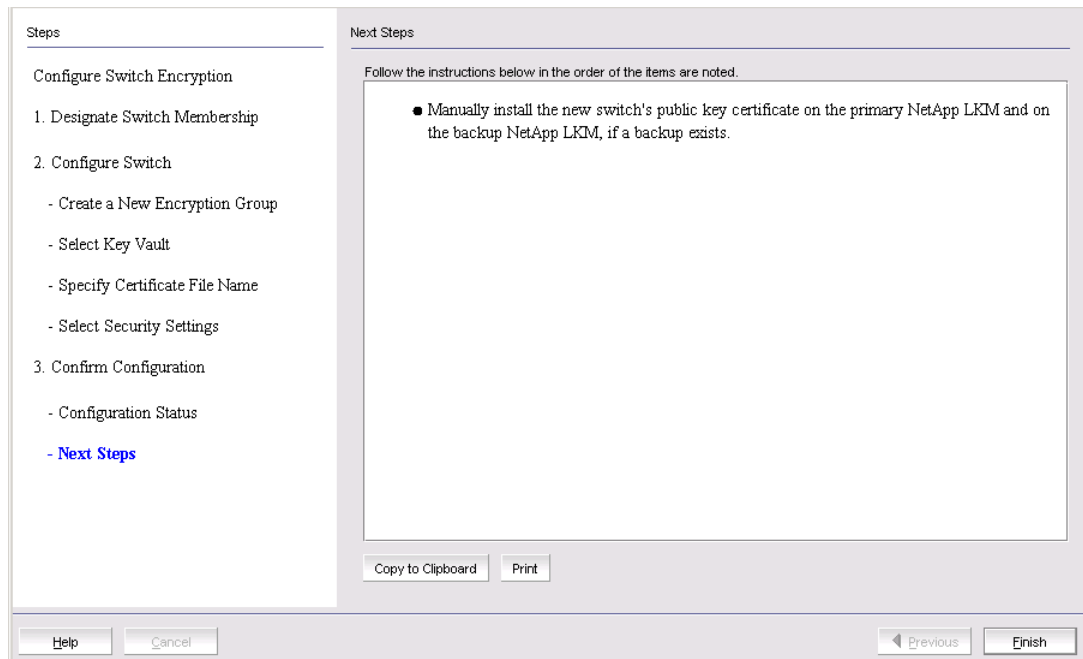 Steps
Configure Switch Encryption
1. Designate Switch Membership
2. Configure Switch
- Create a New Encryption Group
- Select Key Vault
- Specify Certificate File Name
- Select Security Settings
3. Confirm Configuration
- Configuration Status
- Next Steps
Next Steps
Follow the instructions below in the order of the items are noted.
● Manually install the new switch's public key certificate on the primary NetApp LKM and on
the backup NetApp LKM, if a backup exists.
Copy to Clipboard Print
Help Cancel Previous Finish